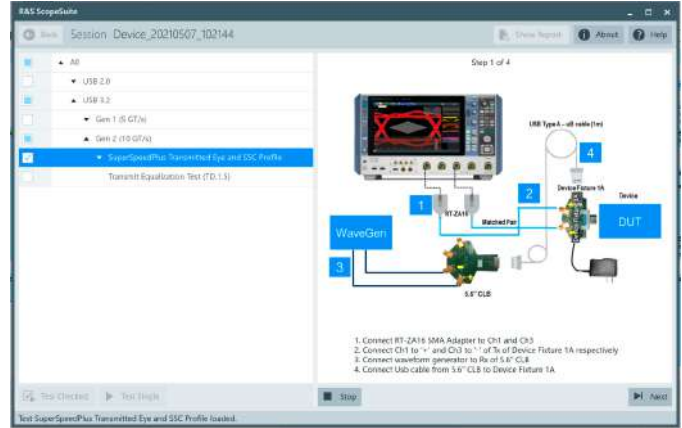 R&S ScopeSuite
Back
Session Device_20210507_102144
Show Report
About
Help
All
USB 2.0
USB 3.2
Gen 1 (5 GT/s)
Gen 2 (10 GT/s)
SuperSpeedPlus Transmitted Eye and SSC Profile
Transmit Equalization Test (TD.1.5)
Step 1 of 4
USB Type A – uB cable (1m)
4
2
Device Fixture 1A
Device
1
RT-ZA16
Matched Pair
DUT
WaveGen
3
5.6" CLB
1. Connect RT-ZA16 SMA Adapter to Ch1 and Ch3
2. Connect Ch1 to '+' and Ch3 to '-' of Tx of Device Fixture 1A respectively
3. Connect waveform generator to Rx of 5.6" CLB
4. Connect Usb cable from 5.6" CLB to Device Fixture 1A
Test Checked
Test Single
Stop
Next
Test SuperSpeedPlus Transmitted Eye and SSC Profile loaded.